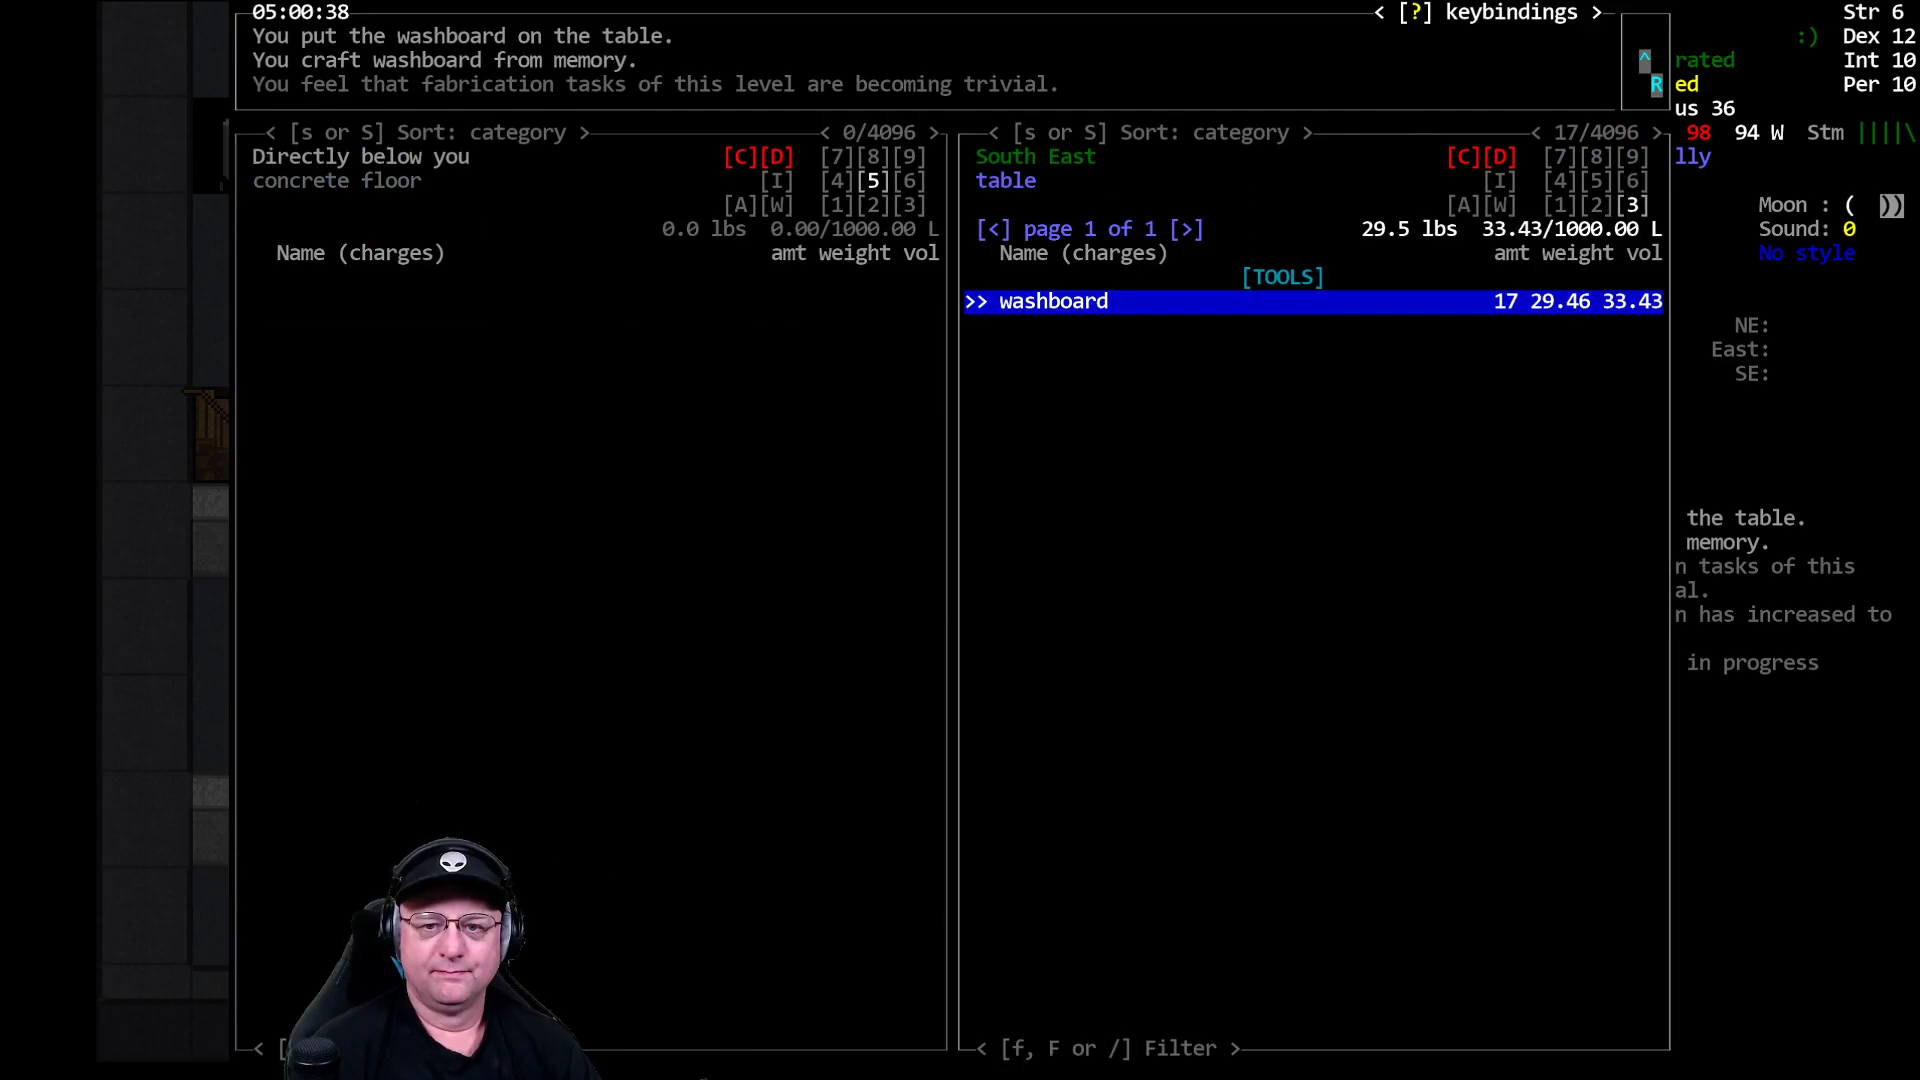 05:00:38
< [?] keybindings >
You put the washboard on the table.
You craft washboard from memory.
You feel that fabrication tasks of this level are becoming trivial.
^
R
:)
Str 6
Dex 12
rated
Int 10
ed
Per 10
us 36
98 94 W Stm ||||\
lly
< [s or S] Sort: category >
< 0/4096 >
Directly below you
[C][D] [7][8][9]
concrete floor
[I] [4][5][6]
[A][W] [1][2][3]
0.0 lbs 0.00/1000.00 L
Name (charges)
amt weight vol
< [s or S] Sort: category >
< 17/4096 >
South East
[C][D] [7][8][9]
table
[I] [4][5][6]
[A][W] [1][2][3]
[<] page 1 of 1 [>]
29.5 lbs 33.43/1000.00 L
Name (charges)
amt weight vol
[TOOLS]
>> washboard 17 29.46 33.43
Moon : ( ))
Sound: 0
No style
NE:
East:
SE:
the table.
memory.
n tasks of this
al.
n has increased to
in progress
< [
< [f, F or /] Filter >